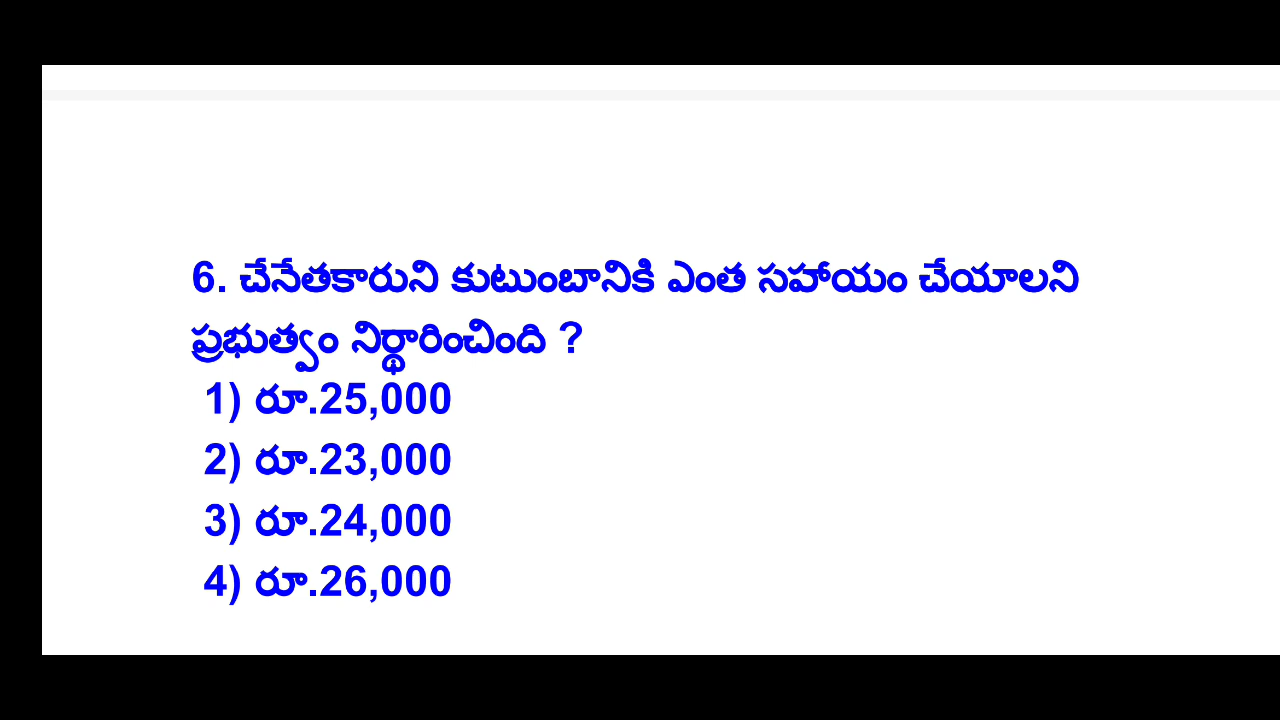 6. చేనేతకారుని కుటుంబానికి ఎంత సహాయం చేయాలని
ప్రభుత్వం నిర్ధారించింది ?
1) రూ.25,000
2) రూ.23,000
3) రూ.24,000
4) రూ.26,000